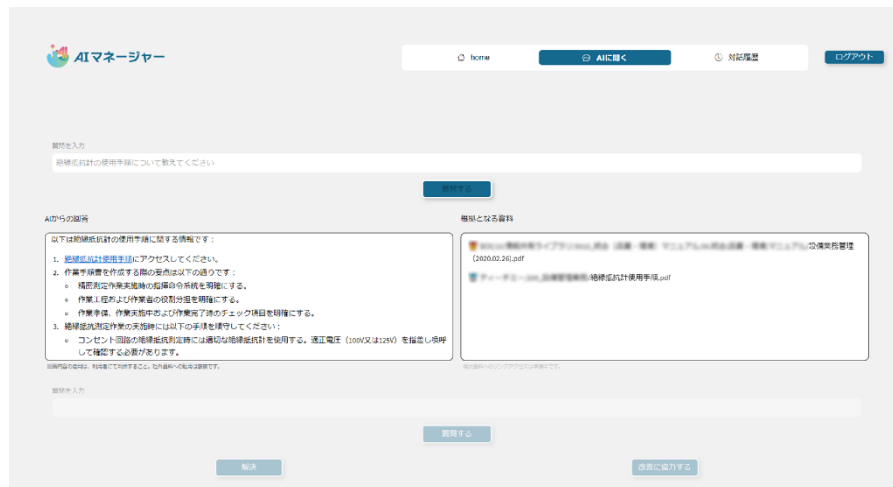 AIマネージャー
home
AIに聞く
対話履歴
ログアウト
質問を入力
絶縁抵抗計の使用手順について教えてください
質問する
AIからの回答
根拠となる資料
以下は絶縁抵抗計の使用手順に関する情報です：
1. 絶縁抵抗計使用手順にアクセスしてください。
2. 作業手順書を作成する際の要点は以下の通りです：
精密測定作業実施時の指揮命令系統を明確にする。
作業工程および作業者の役割分担を明確にする。
作業準備、作業実施中および作業完了時のチェック項目を明確にする。
3. 絶縁抵抗測定作業の実施時には以下の手順を順守してください：
コンセント回路の絶縁抵抗測定時には適切な絶縁抵抗計を使用する。適正電圧（100V又は125V）を指差し喚呼
して確認する必要があります。
設備業務管理
(2020.02.26).pdf
絶縁抵抗計使用手順.pdf
質問を入力
質問する
解決
改善に協力する